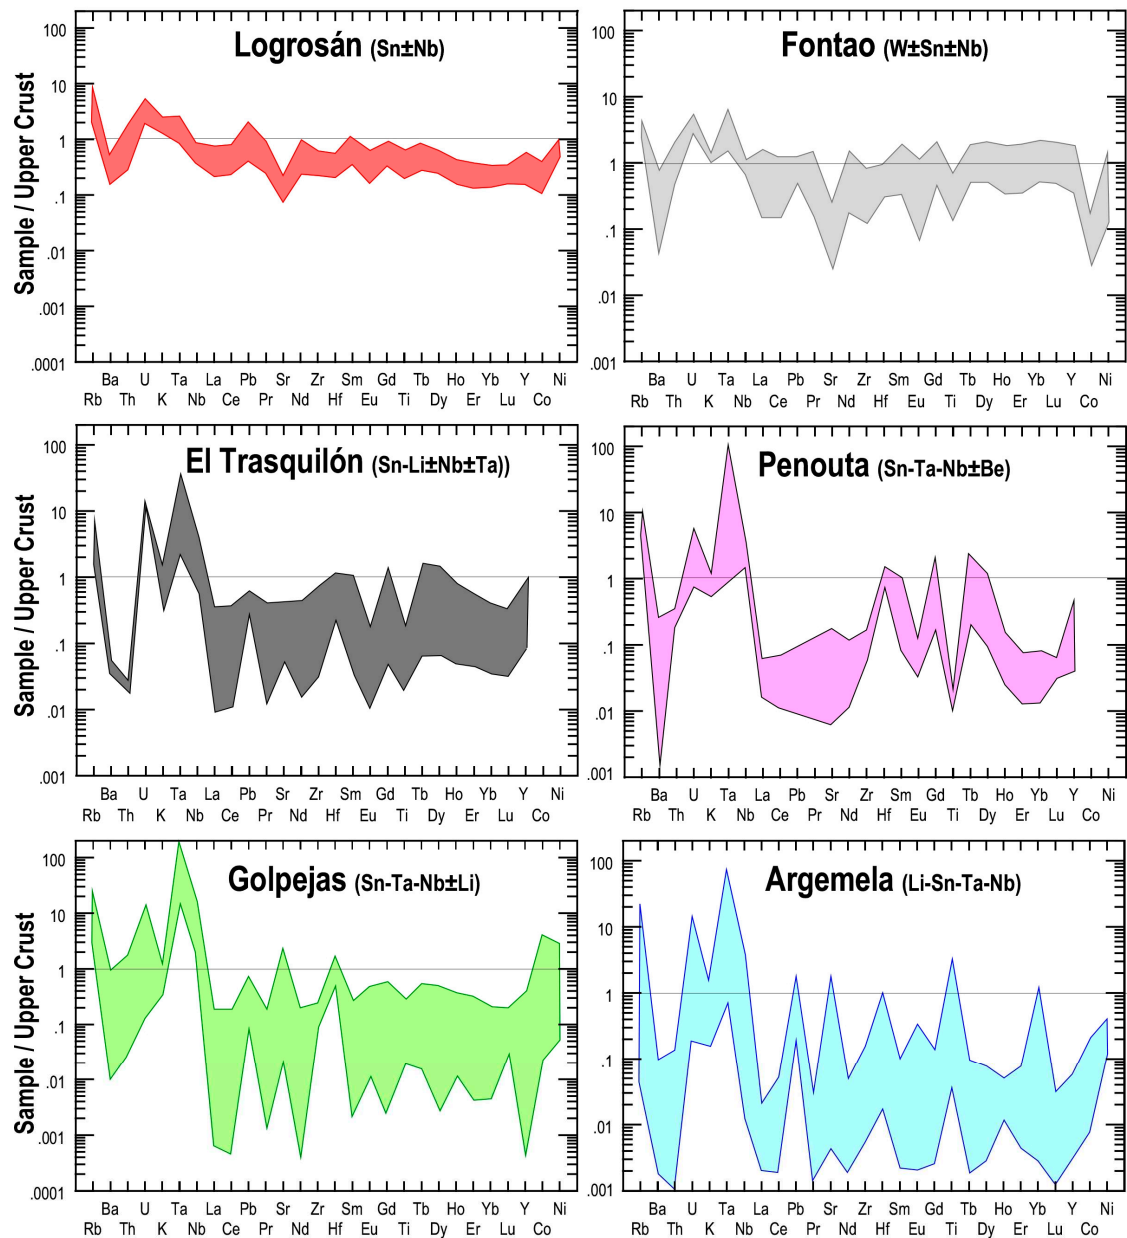 Logrosán (Sn±Nb)
Sample / Upper Crust
100
10
1
.1
.01
.001
.0001
Ba U Ta La Pb Sr Zr Sm Gd Tb Ho Yb Y Ni
Rb Th K Nb Ce Pr Nd Hf Eu Ti Dy Er Lu Co
Fontao (W±Sn±Nb)
100
10
1
.1
.01
.001
Ba U Ta La Pb Sr Zr Sm Gd Tb Ho Yb Y Ni
Rb Th K Nb Ce Pr Nd Hf Eu Ti Dy Er Lu Co
El Trasquilón (Sn-Li±Nb±Ta))
Sample / Upper Crust
100
10
1
.1
.01
.001
Ba U Ta La Pb Sr Zr Sm Gd Tb Ho Yb Y Ni
Rb Th K Nb Ce Pr Nd Hf Eu Ti Dy Er Lu Co
Penouta (Sn-Ta-Nb±Be)
100
10
1
.1
.01
.001
Ba U Ta La Pb Sr Zr Sm Gd Tb Ho Yb Y Ni
Rb Th K Nb Ce Pr Nd Hf Eu Ti Dy Er Lu Co
Golpejas (Sn-Ta-Nb±Li)
Sample / Upper Crust
100
10
1
.1
.01
.001
.0001
Ba U Ta La Pb Sr Zr Sm Gd Tb Ho Yb Y Ni
Rb Th K Nb Ce Pr Nd Hf Eu Ti Dy Er Lu Co
Argemela (Li-Sn-Ta-Nb)
100
10
1
.1
.01
.001
Ba U Ta La Pb Sr Zr Sm Gd Tb Ho Yb Y Ni
Rb Th K Nb Ce Pr Nd Hf Eu Ti Dy Er Lu Co